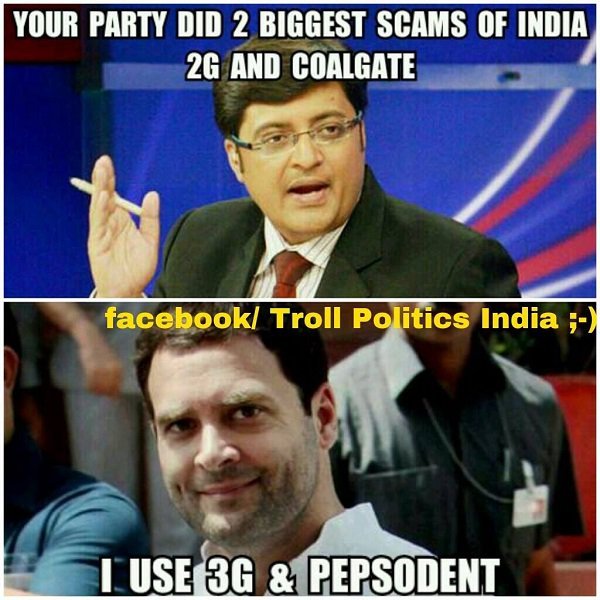 YOUR PARTY DID 2 BIGGEST SCAMS OF INDIA
2G AND COALGATE
facebook/ Troll Politics India ;-)
I USE 3G & PEPSODENT